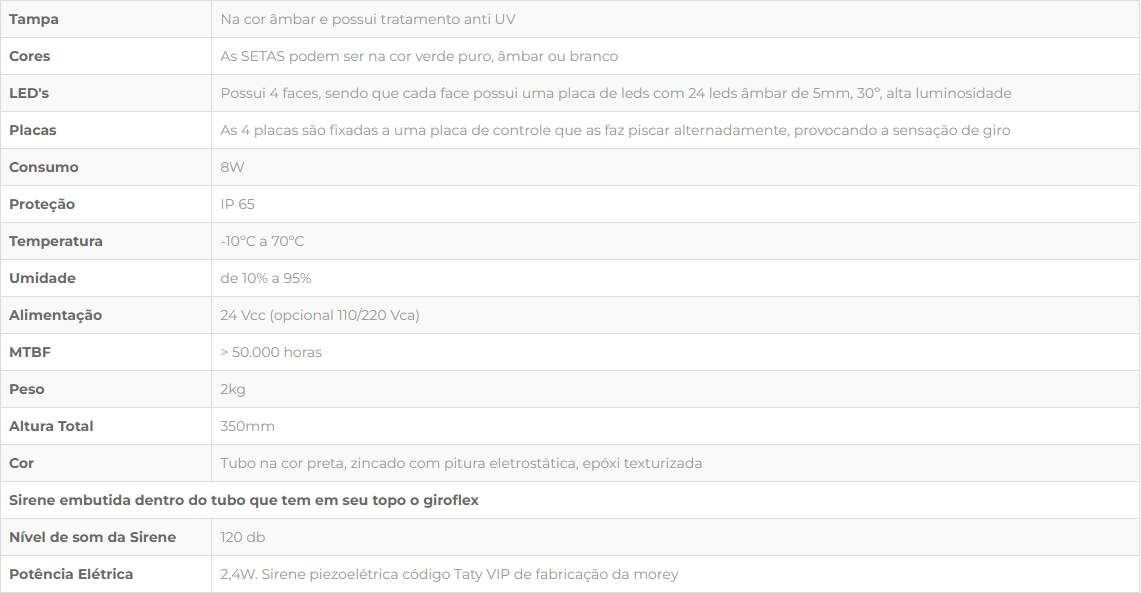 Tampa Na cor âmbar e possui tratamento anti UV
Cores As SETAS podem ser na cor verde puro, âmbar ou branco
LED's Possui 4 faces, sendo que cada face possui uma placa de leds com 24 leds âmbar de 5mm, 30°, alta luminosidade
Placas As 4 placas são fixadas a uma placa de controle que as faz piscar alternadamente, provocando a sensação de giro
Consumo 8W
Proteção IP 65
Temperatura -10°C a 70°C
Umidade de 10% a 95%
Alimentação 24 Vcc (opcional 110/220 Vca)
MTBF > 50.000 horas
Peso 2kg
Altura Total 350mm
Cor Tubo na cor preta, zincado com pitura eletrostática, epóxi texturizada
Sirene embutida dentro do tubo que tem em seu topo o giroflex
Nível de som da Sirene 120 db
Potência Elétrica 2,4W. Sirene piezoelétrica código Taty VIP de fabricação da morey